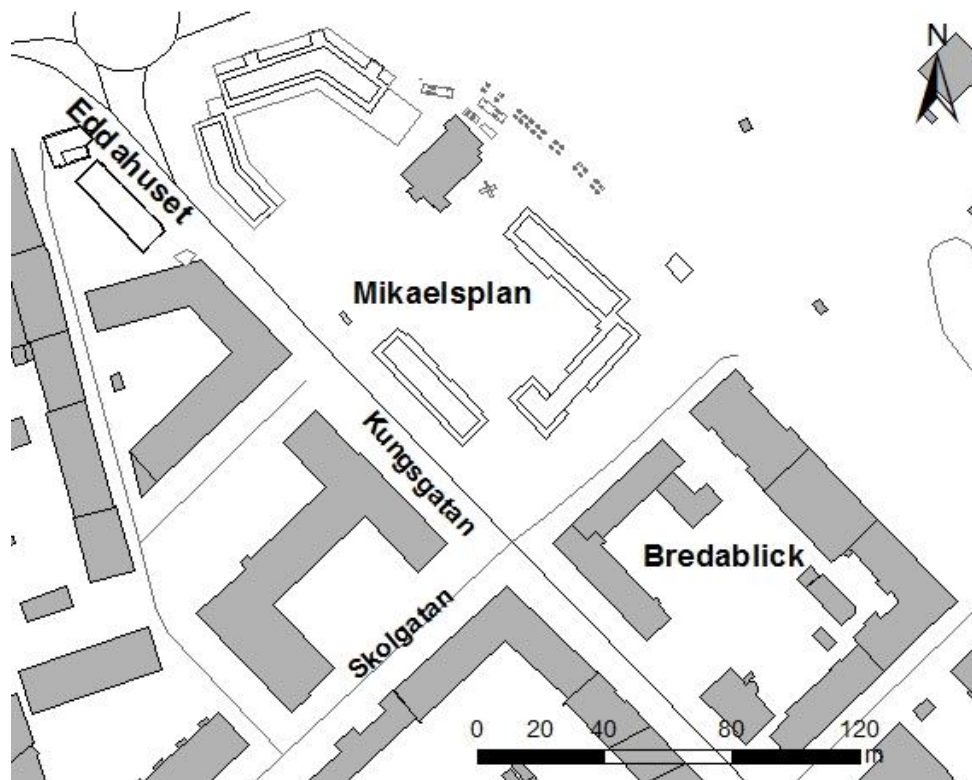 N
Eddahuset
Mikaelsplan
Kungsgatan
Bredablick
Skolgatan
0 20 40 80 120
m